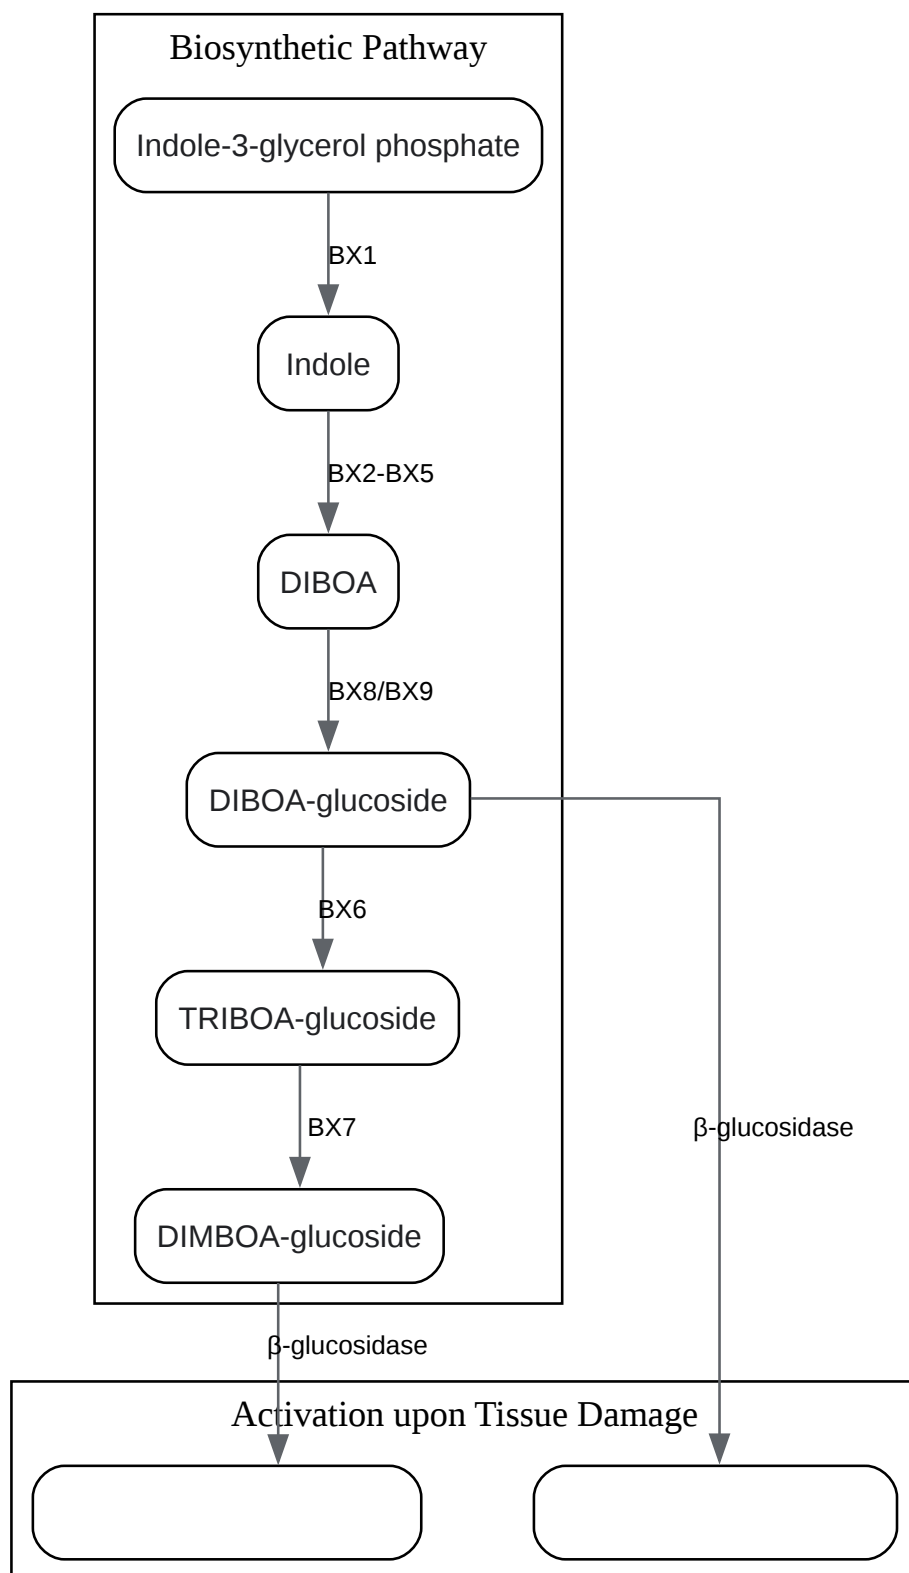 Biosynthetic Pathway
Indole-3-glycerol phosphate
BX1
Indole
BX2-BX5
DIBOA
BX8/BX9
DIBOA-glucoside
BX6
TRIBOA-glucoside
BX7
β-glucosidase
DIMBOA-glucoside
β-glucosidase
Activation upon Tissue Damage